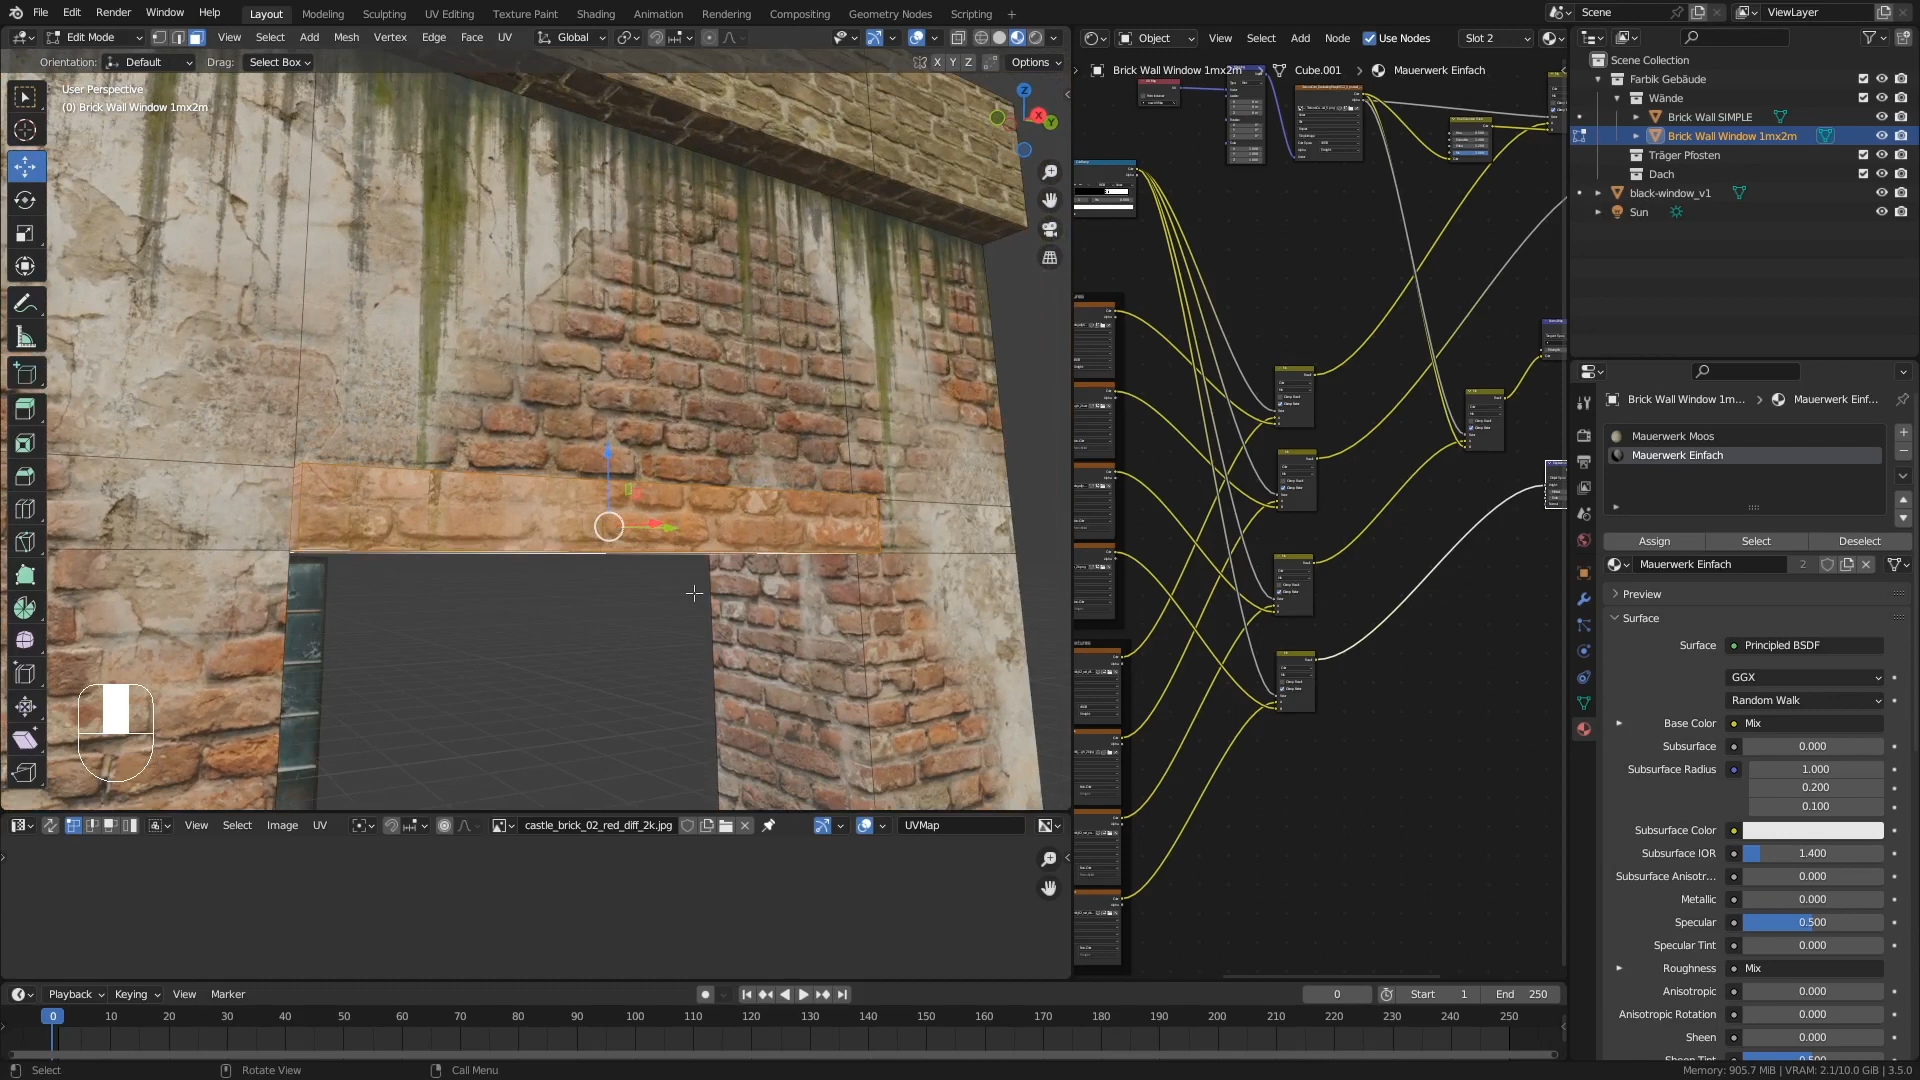 File Edit Render Window Help Layout Modeling Sculpting UV Editing Texture Paint Shading Animation Rendering Compositing Geometry Nodes Scripting + Scene ViewLayer
Edit Mode View Select Add Mesh Vertex Edge Face UV Global
Object View Select Add Node Use Nodes Slot 2
Orientation: Default Drag: Select Box X Y Z Options
User Perspective
(0) Brick Wall Window 1mx2m
Z
X
Y
Brick Wall Window 1mx2m Cube.001 Mauerwerk Einfach
Scene Collection
Farbik Gebäude
Wände
Brick Wall SIMPLE
Brick Wall Window 1mx2m
Träger Pfosten
Dach
black-window_v1
Sun
Brick Wall Window 1m... Mauerwerk Einf...
Mauerwerk Moos
Mauerwerk Einfach
Assign Select Deselect
Mauerwerk Einfach 2
Preview
Surface
Surface Principled BSDF
GGX
Random Walk
Base Color Mix
Subsurface 0.000
Subsurface Radius 1.000
0.200
0.100
Subsurface Color
Subsurface IOR 1.400
Subsurface Anisotr... 0.000
Metallic 0.000
Specular 0.500
Specular Tint 0.000
Roughness Mix
Anisotropic 0.000
Anisotropic Rotation 0.000
Sheen 0.000
Sheen Tint 0.500
View Select Image UV castle_brick_02_red_diff_2k.jpg UVMap
Playback Keying View Marker 0 Start 1 End 250
0 10 20 30 40 50 60 70 80 90 100 110 120 130 140 150 160 170 180 190 200 210 220 230 240 250
Select Rotate View Call Menu Memory: 905.7 MiB | VRAM: 2.1/10.0 GiB | 3.5.0